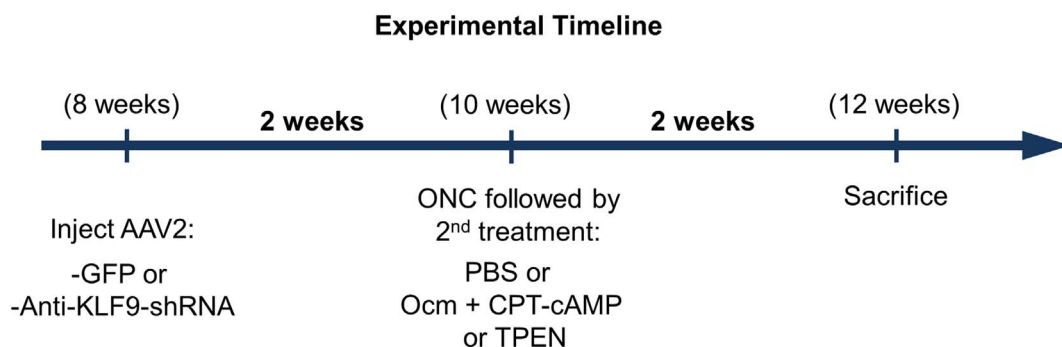 Experimental Timeline
(8 weeks)
2 weeks
(10 weeks)
2 weeks
(12 weeks)
Inject AAV2:
-GFP or
-Anti-KLF9-shRNA
ONC followed by
2nd treatment:
PBS or
Ocm + CPT-cAMP
or TPEN
Sacrifice